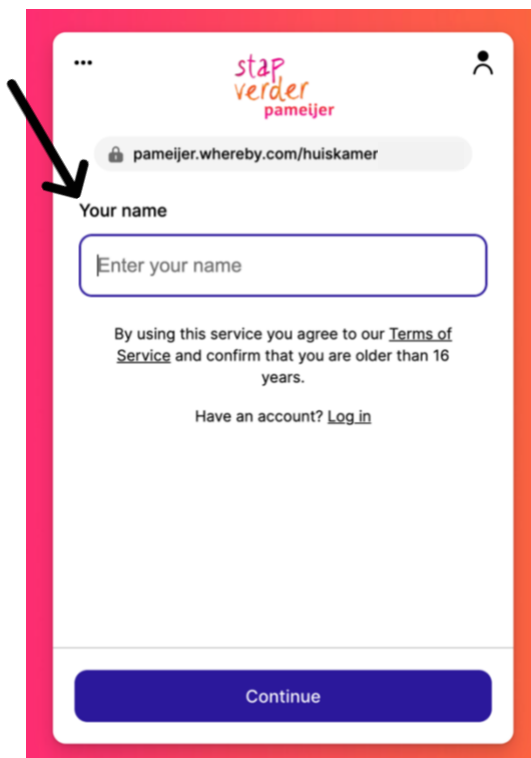 stap
verder
pameijer
pameijer.whereby.com/huiskamer
Your name
Enter your name
By using this service you agree to our Terms of
Service and confirm that you are older than 16
years.
Have an account? Log in
Continue